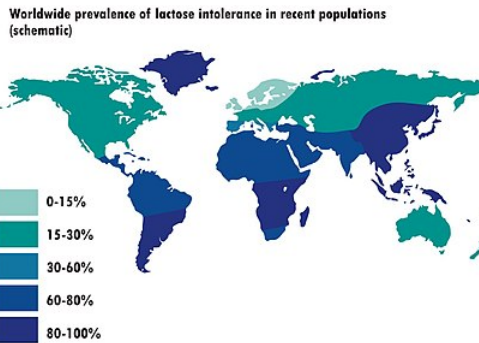 Worldwide prevalence of lactose intolerance in recent populations
(schematic)
0-15%
15-30%
30-60%
60-80%
80-100%